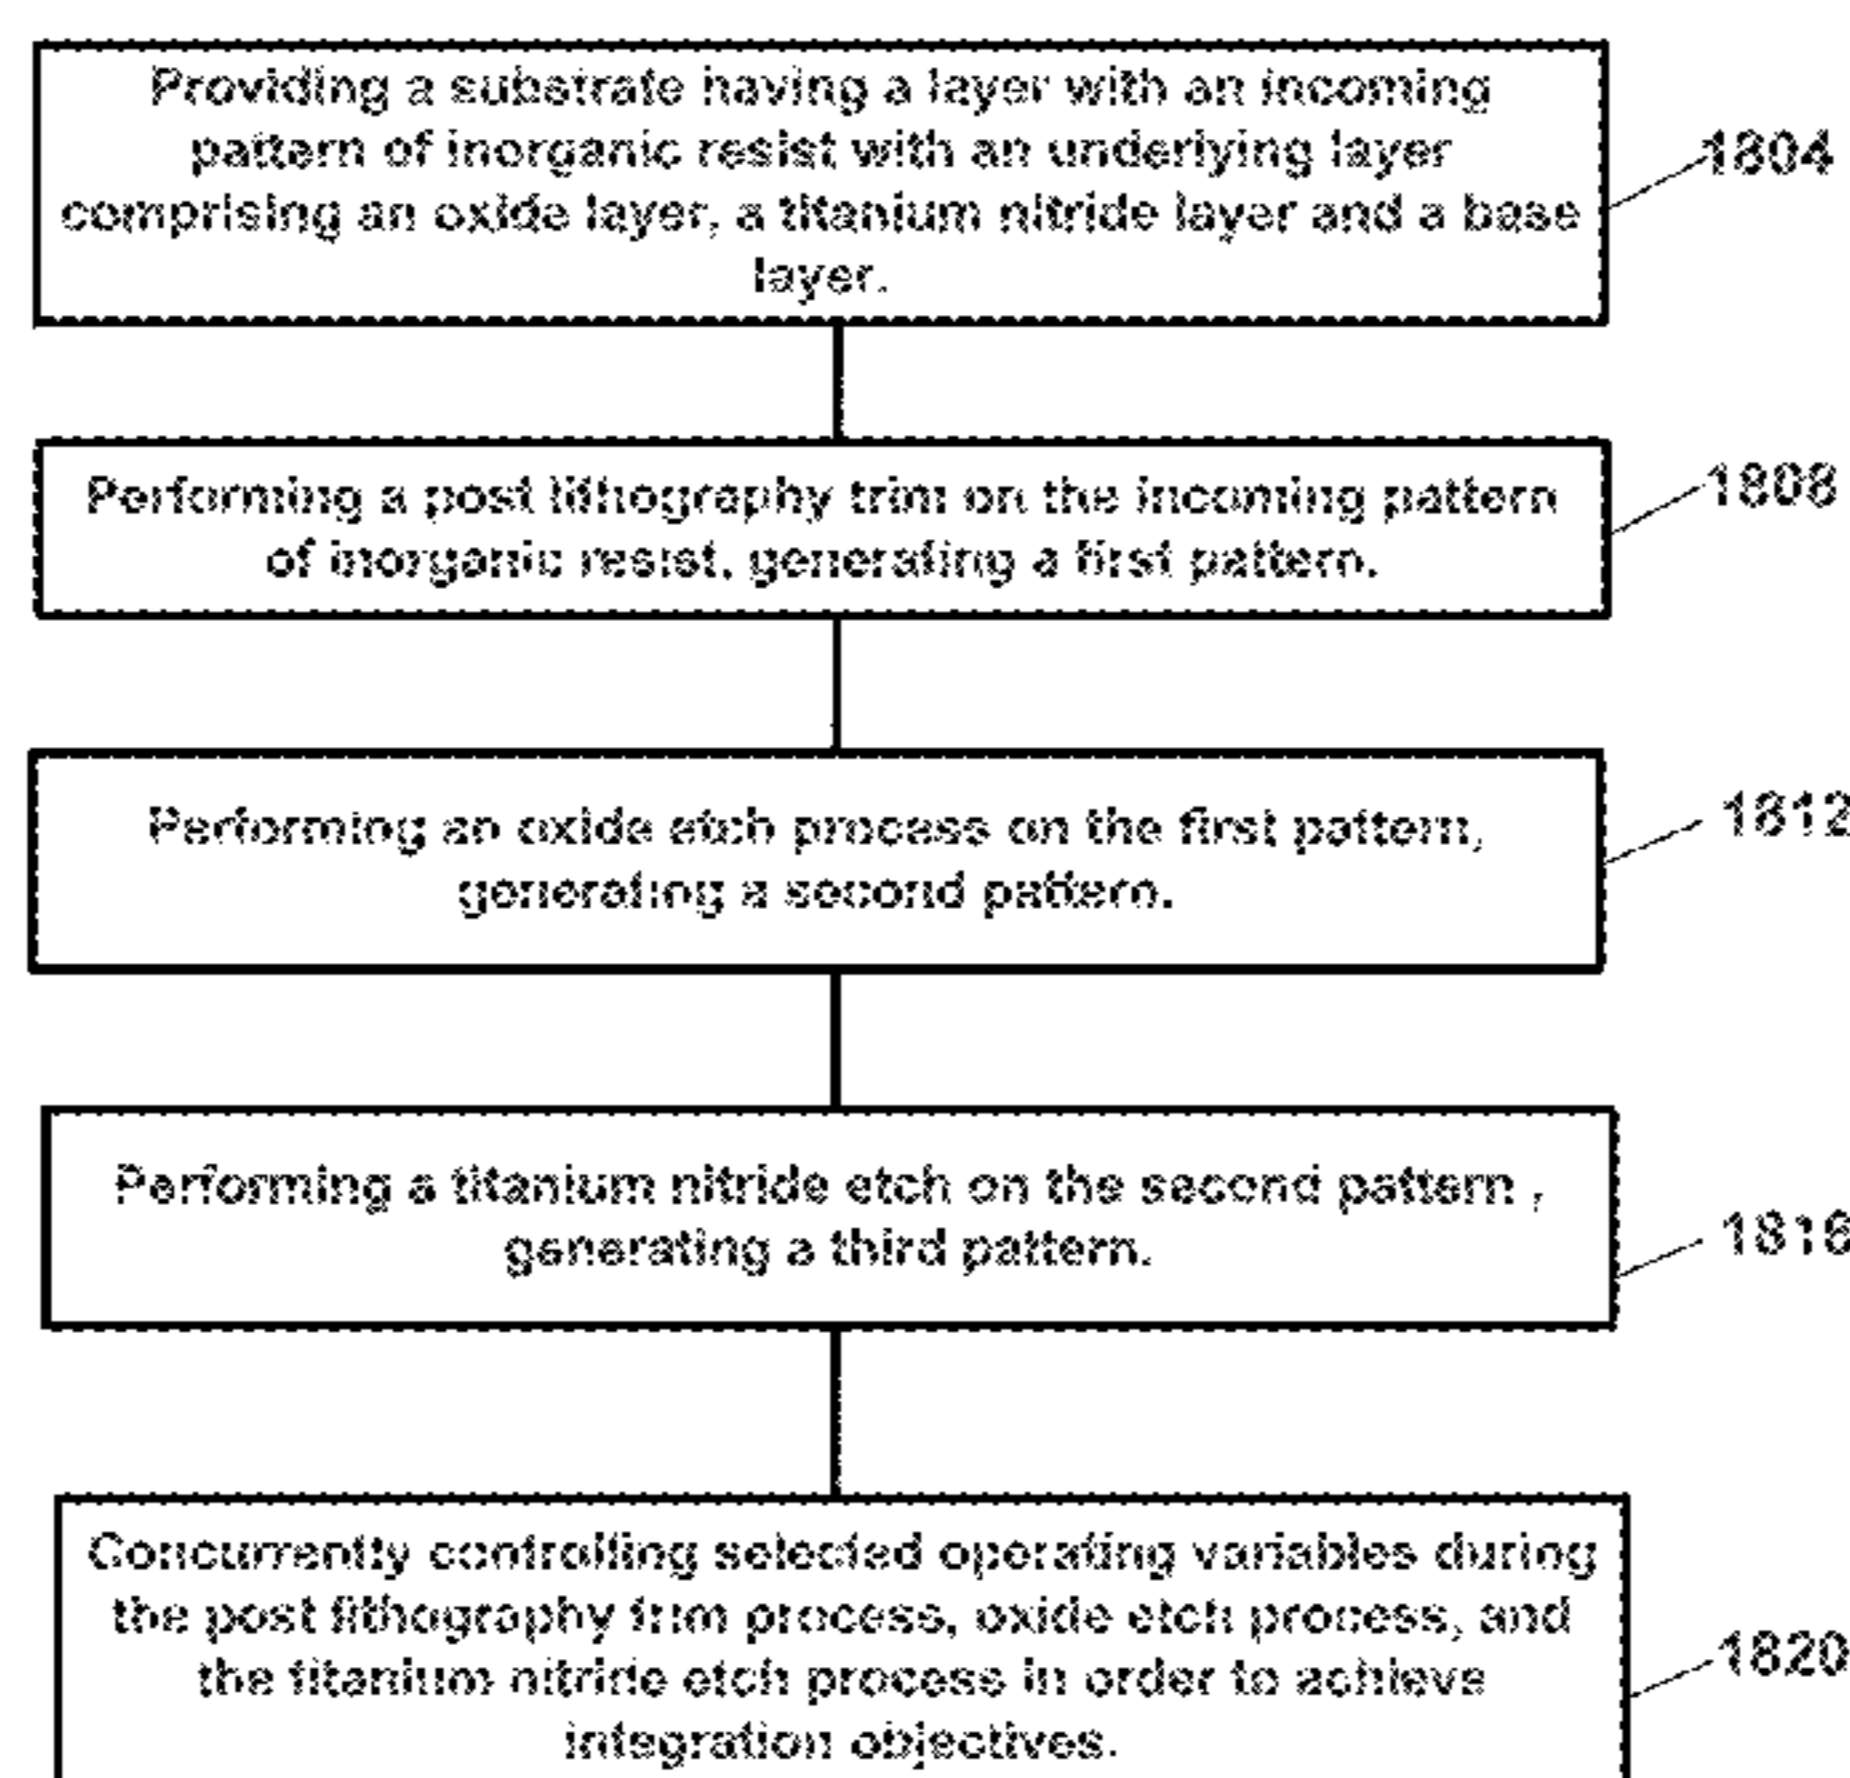 Providing a substrate having a layer with an incoming
pattern of inorganic resist with an underlying layer
comprising an oxide layer, a titanium nitride layer and a base
layer.
1804
Performing a post lithography trim on the incoming pattern
of inorganic resist, generating a first pattern.
1808
Performing an oxide etch process on the first pattern,
generating a second pattern.
1812
Performing a titanium nitride etch on the second pattern ,
generating a third pattern.
1816
Concurrently controlling selected operating variables during
the post lithography trim process, oxide etch process, and
the titanium nitride etch process in order to achieve
integration objectives.
1820